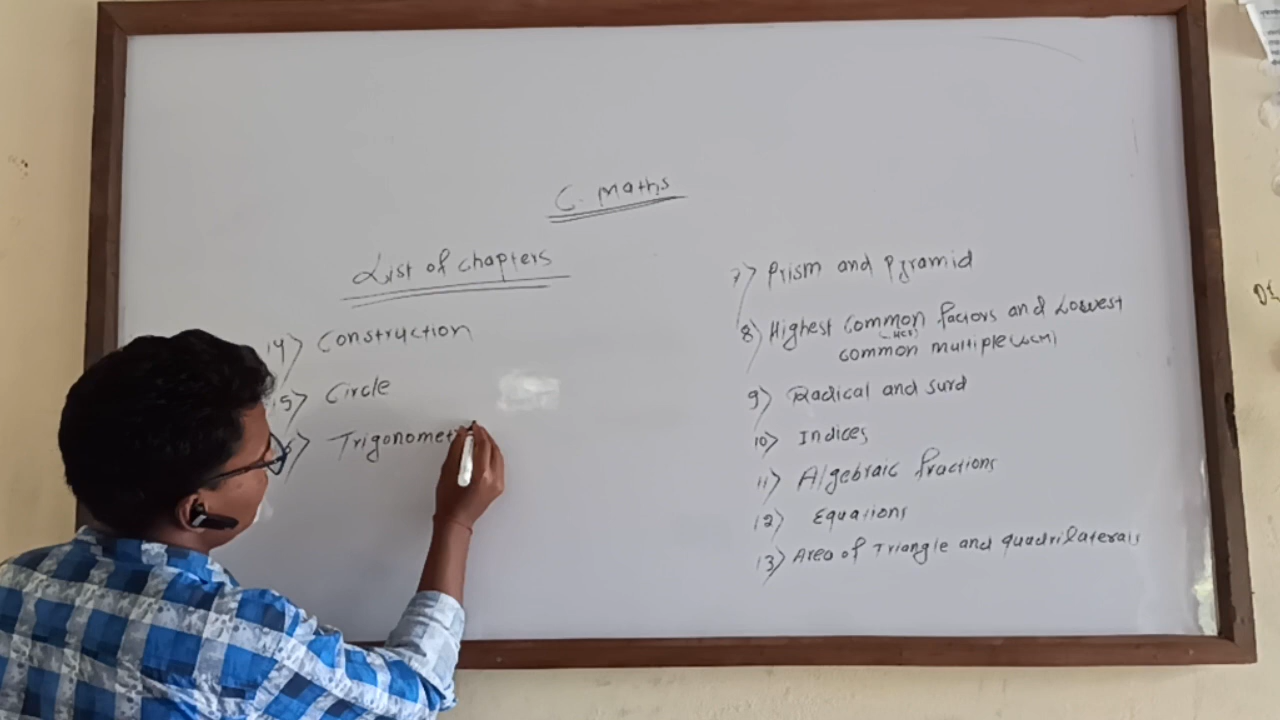 C. Maths
List of chapters
14) Construction
15) Circle
6) Trigonomet
7) Prism and Pyramid
8) Highest Common factors and Lowest
(HCF)
common multiple (LCM)
9) Radical and surd
10) Indices
11) Algebraic fractions
12) Equations
13) Area of Triangle and quadrilaterals